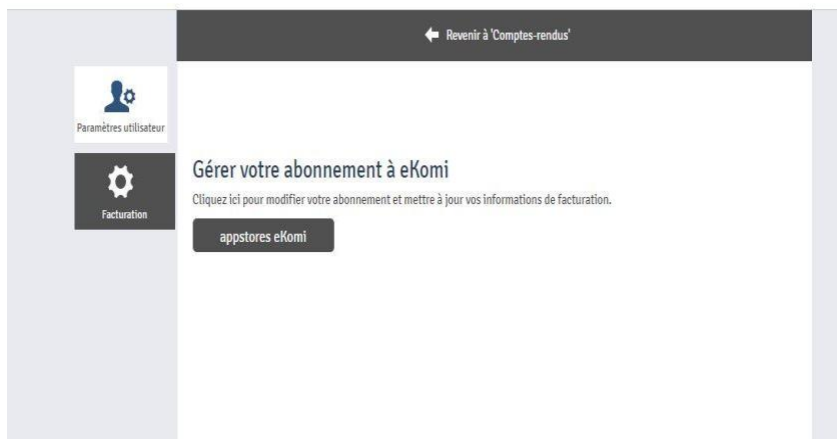 Revenir à 'Comptes-rendus'
Paramètres utilisateur
Facturation
Gérer votre abonnement à eKomi
Cliquez ici pour modifier votre abonnement et mettre à jour vos informations de facturation.
appstores eKomi